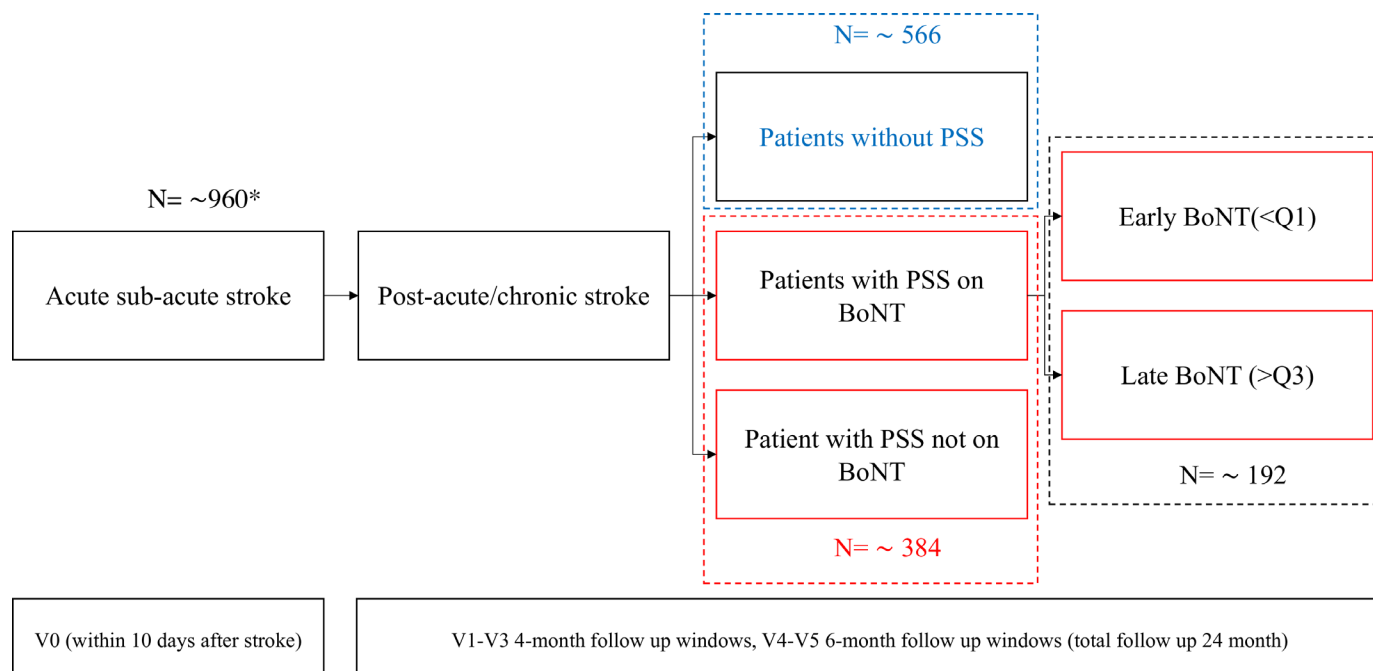 N= ~ 566
Patients without PSS
N= ~960*
Acute sub-acute stroke
Post-acute/chronic stroke
Patients with PSS on
BoNT
Patient with PSS not on
BoNT
N= ~ 384
Early BoNT(<Q1)
Late BoNT (>Q3)
N= ~ 192
V0 (within 10 days after stroke)
V1-V3 4-month follow up windows, V4-V5 6-month follow up windows (total follow up 24 month)